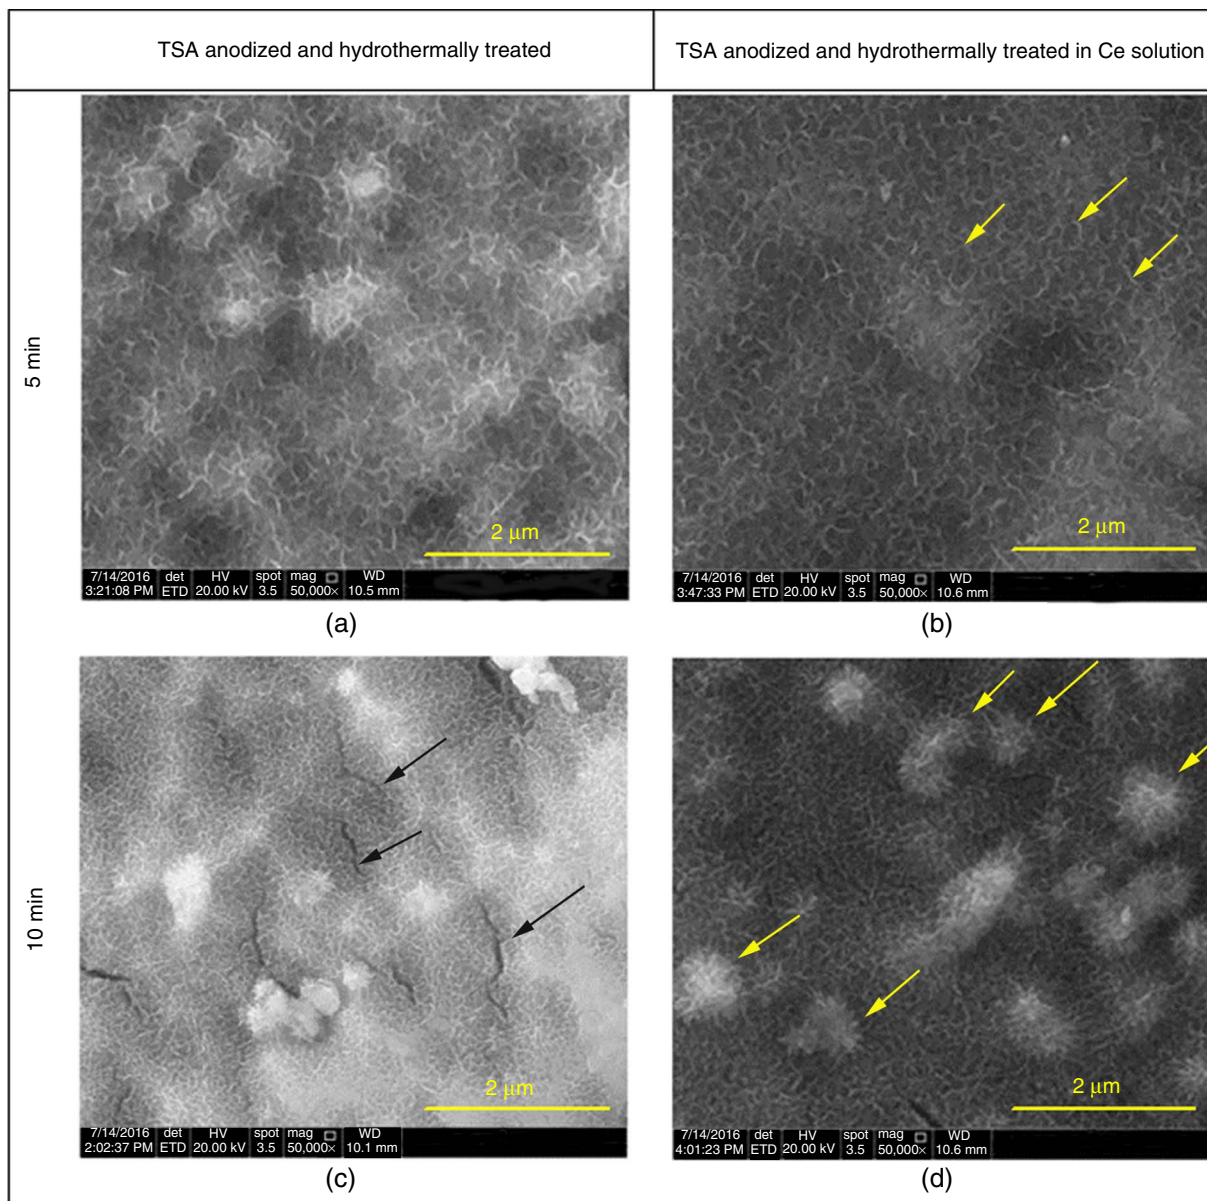 TSA anodized and hydrothermally treated
TSA anodized and hydrothermally treated in Ce solution
5 min
2 µm
7/14/2016 det HV spot mag WD
3:21:08 PM ETD 20.00 kV 3.5 50,000× 10.5 mm
(a)
2 µm
7/14/2016 det HV spot mag WD
3:47:33 PM ETD 20.00 kV 3.5 50,000× 10.6 mm
(b)
10 min
2 µm
7/14/2016 det HV spot mag WD
2:02:37 PM ETD 20.00 kV 3.5 50,000× 10.1 mm
(c)
2 µm
7/14/2016 det HV spot mag WD
4:01:23 PM ETD 20.00 kV 3.5 50,000× 10.6 mm
(d)